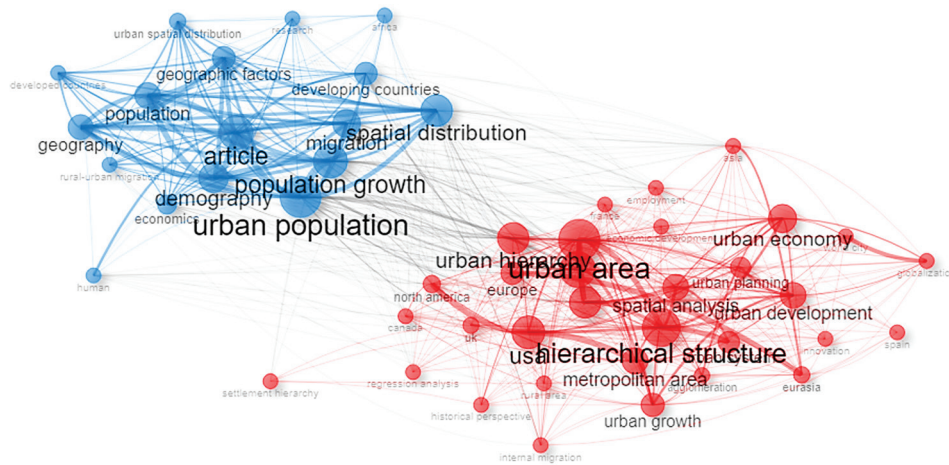 urban spatial distribution
research
africa
geographic factors
developed countries
developing countries
population
spatial distribution
geography
migration
article
rural-urban migration
population growth
demography
economics
urban population
human
asia
employment
france
economic development
urban economy
urban hierarchy
urban area
globalizatio
europe
urban planning
north america
spatial analysis
urban development
canada
uk
innovation
spain
usa
hierarchical structure
metropolitan area
regression analysis
agglomeration
eurasia
settlement hierarchy
rural area
historical perspective
urban growth
internal migration